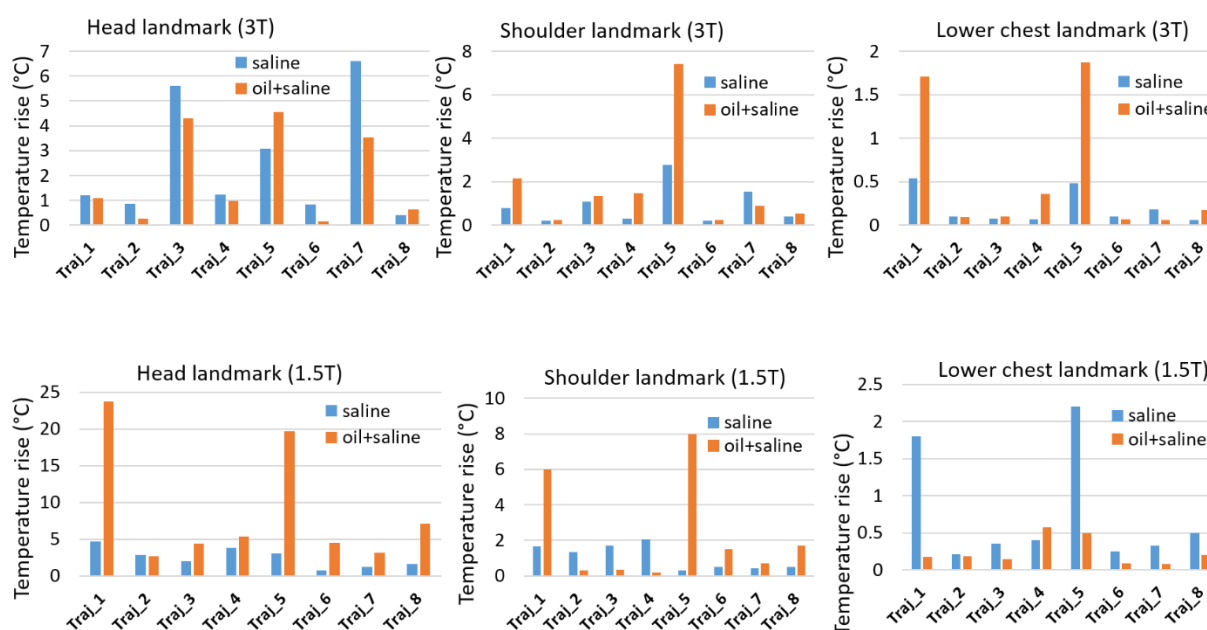 Head landmark (3T)
Temperature rise (°C)
7
6
5
4
3
2
1
0
saline
oil+saline
Traj_1
Traj_2
Traj_3
Traj_4
Traj_5
Traj_6
Traj_7
Traj_8
Shoulder landmark (3T)
Temperature rise (°C)
8
6
4
2
0
saline
oil+saline
Traj_1
Traj_2
Traj_3
Traj_4
Traj_5
Traj_6
Traj_7
Traj_8
Lower chest landmark (3T)
Temperature rise (°C)
2
1.5
1
0.5
0
saline
oil+saline
Traj_1
Traj_2
Traj_3
Traj_4
Traj_5
Traj_6
Traj_7
Traj_8
Head landmark (1.5T)
Temperature rise (°C)
25
20
15
10
5
0
saline
oil+saline
Traj_1
Traj_2
Traj_3
Traj_4
Traj_5
Traj_6
Traj_7
Traj_8
Shoulder landmark (1.5T)
Temperature rise (°C)
10
8
6
4
2
0
saline
oil+saline
Traj_1
Traj_2
Traj_3
Traj_4
Traj_5
Traj_6
Traj_7
Traj_8
Lower chest landmark (1.5T)
Temperature rise (°C)
2.5
2
1.5
1
0.5
0
saline
oil+saline
Traj_1
Traj_2
Traj_3
Traj_4
Traj_5
Traj_6
Traj_7
Traj_8